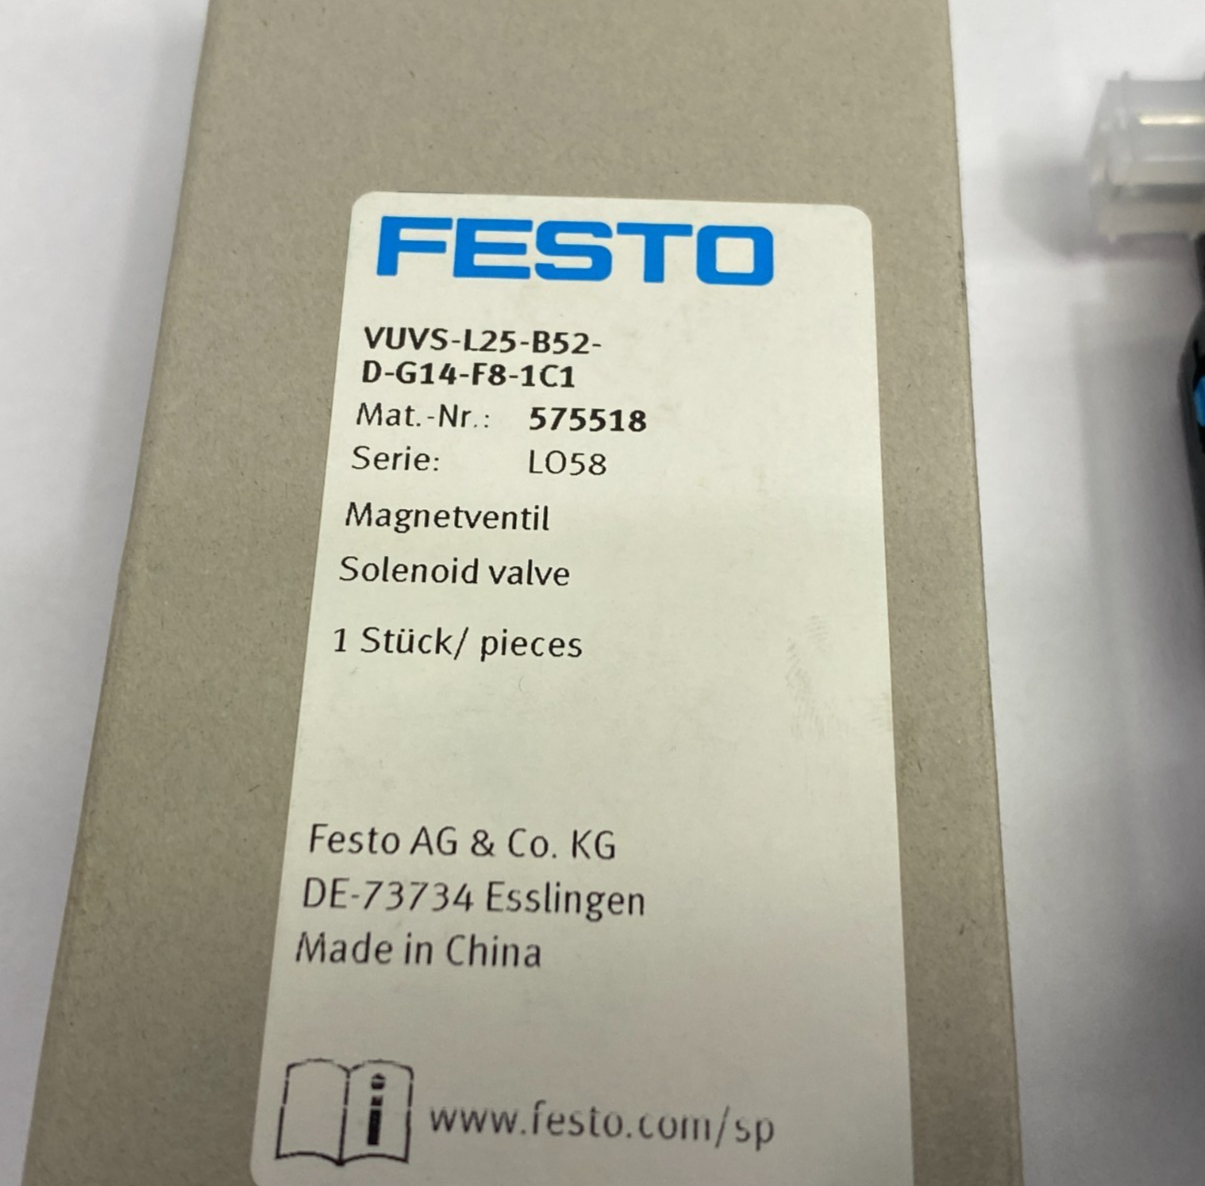 FESTO
VUVS-L25-B52-
D-G14-F8-1C1
Mat.-Nr.: 575518
Serie: LO58
Magnetventil
Solenoid valve
1 Stück/ pieces
Festo AG & Co. KG
DE-73734 Esslingen
Made in China
i www.festo.com/sp